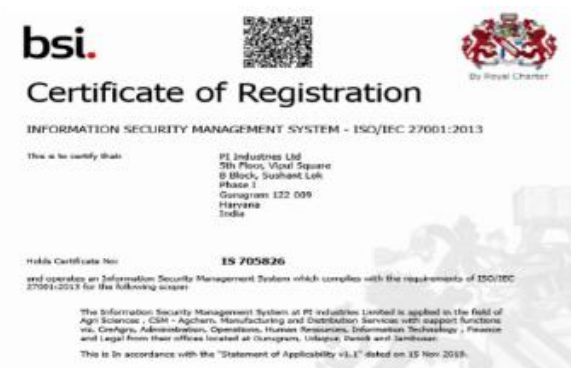 bsi.
By Royal Charter
Certificate of Registration
INFORMATION SECURITY MANAGEMENT SYSTEM - ISO/IEC 27001:2013
This is to certify that:
PI Industries Ltd
5th Floor, Vipul Square
B Block, Sushant Lok
Phase I
Gurugram 122 009
Haryana
India
Holds Certificate No:
IS 705826
and operates an Information Security Management System which complies with the requirements of ISO/IEC
27001:2013 for the following scope:
The Information Security Management System at PI industries Limited is applied in the field of
Agri Sciences , CSM - Agchem, Manufacturing and Distribution Services with support functions
viz. Administration, Operations, Human Resources, Information Technology , Finance
and Legal from their offices located at Gurugram, Udaipur, Panoli and Jambusar.
This is In accordance with the "Statement of Applicability v1.1" dated on 15 Nov 2019.